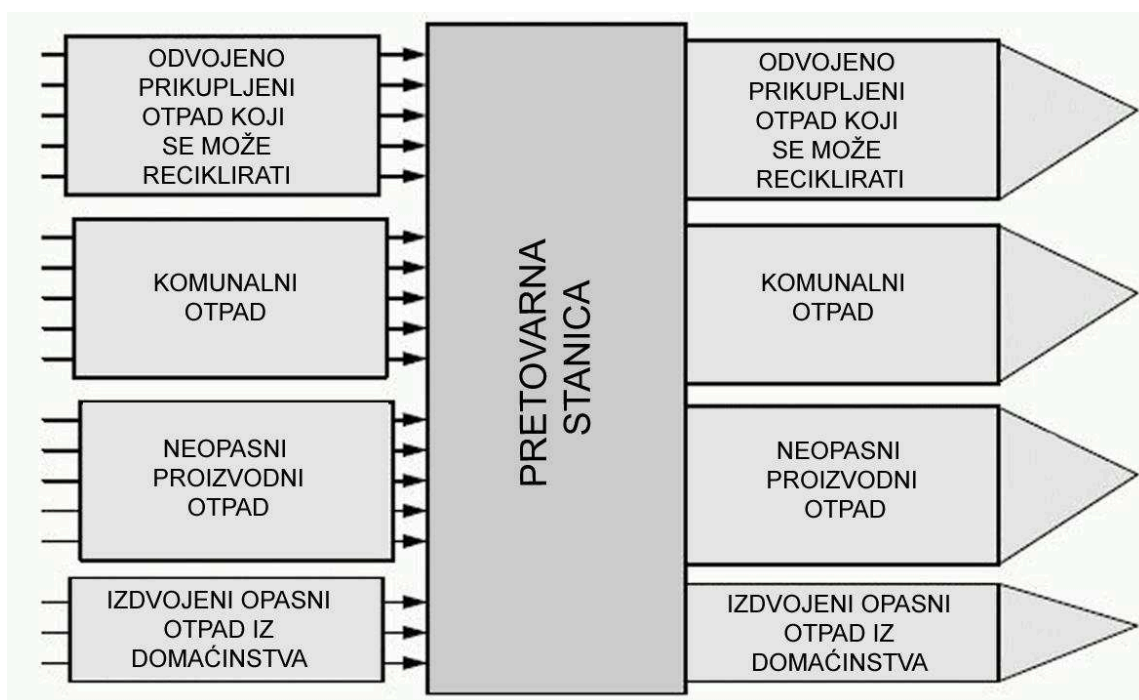 ODVOJENO
PRIKUPLJENI
OTPAD KOJI
SE MOŽE
RECIKLIRATI
KOMUNALNI
OTPAD
NEOPASNI
PROIZVODNI
OTPAD
IZDVOJENI OPASNI
OTPAD IZ
DOMAĆINSTVA
PRETOVARNA
STANICA
ODVOJENO
PRIKUPLJENI
OTPAD KOJI
SE MOŽE
RECIKLIRATI
KOMUNALNI
OTPAD
NEOPASNI
PROIZVODNI
OTPAD
IZDVOJENI OPASNI
OTPAD IZ
DOMAĆINSTVA